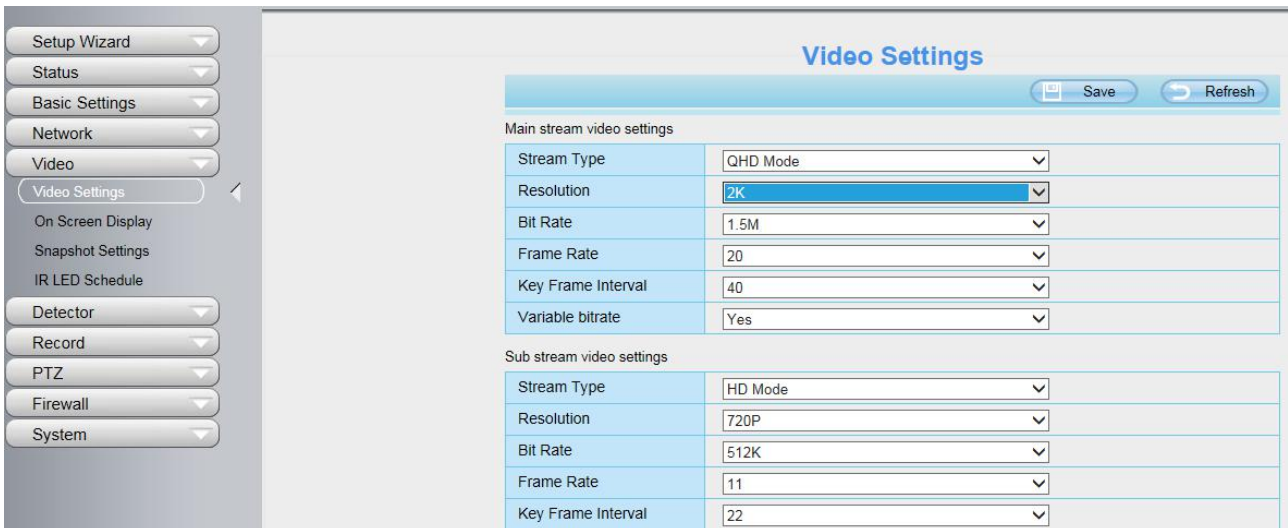 Setup Wizard
Status
Basic Settings
Network
Video
Video Settings
On Screen Display
Snapshot Settings
IR LED Schedule
Detector
Record
PTZ
Firewall
System
Video Settings
Save Refresh
Main stream video settings
Stream Type QHD Mode
Resolution 2K
Bit Rate 1.5M
Frame Rate 20
Key Frame Interval 40
Variable bitrate Yes
Sub stream video settings
Stream Type HD Mode
Resolution 720P
Bit Rate 512K
Frame Rate 11
Key Frame Interval 22